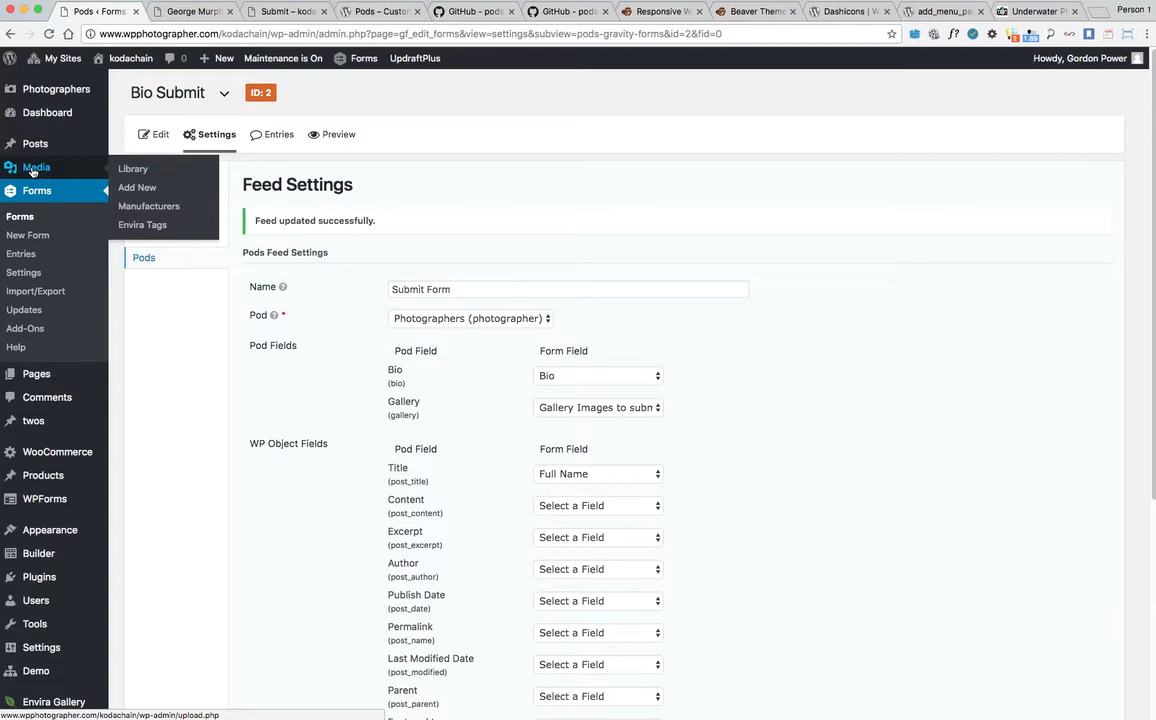 Pods ‹ Forms
George Murph
Submit – koda
Pods – Custom
GitHub - pods
GitHub - pods
Responsive W
Beaver Theme
Dashicons | W
add_menu_pa
Underwater P
Person 1
www.wpphotographer.com/kodachain/wp-admin/admin.php?page=gf_edit_forms&view=settings&subview=pods-gravity-forms&id=2&fid=0
My Sites
kodachain
0
New
Maintenance is On
Forms
UpdraftPlus
Howdy, Gordon Power
Photographers
Dashboard
Posts
Media
Forms
Forms
New Form
Entries
Settings
Import/Export
Updates
Add-Ons
Help
Pages
Comments
twos
WooCommerce
Products
WPForms
Appearance
Builder
Plugins
Users
Tools
Settings
Demo
Envira Gallery
Library
Add New
Manufacturers
Envira Tags
Pods
Bio Submit
ID: 2
Edit
Settings
Entries
Preview
Feed Settings
Feed updated successfully.
Pods Feed Settings
Name
Submit Form
Pod *
Photographers (photographer)
Pod Fields
Pod Field
Form Field
Bio
(bio)
Bio
Gallery
(gallery)
Gallery Images to subm
WP Object Fields
Pod Field
Form Field
Title
(post_title)
Full Name
Content
(post_content)
Select a Field
Excerpt
(post_excerpt)
Select a Field
Author
(post_author)
Select a Field
Publish Date
(post_date)
Select a Field
Permalink
(post_name)
Select a Field
Last Modified Date
(post_modified)
Select a Field
Parent
(post_parent)
Select a Field
www.wpphotographer.com/kodachain/wp-admin/upload.php